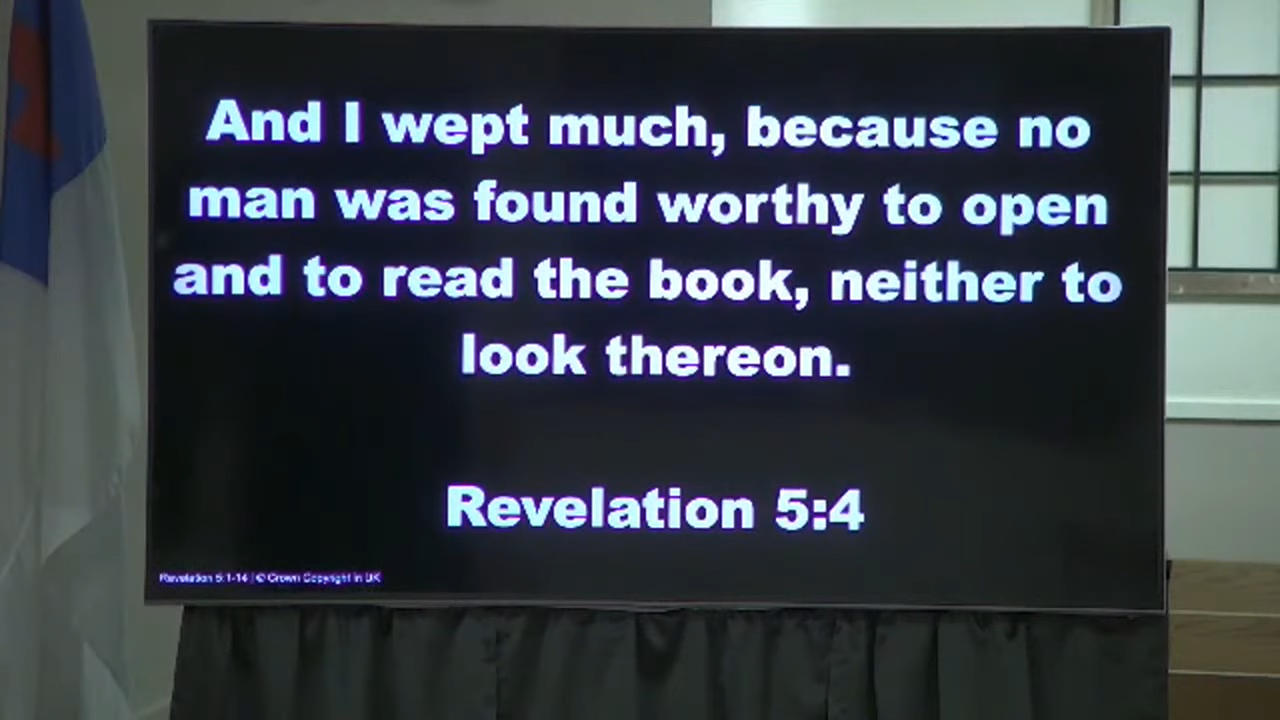 And I wept much, because no
man was found worthy to open
and to read the book, neither to
look thereon.
Revelation 5:4
Revelation 5:1-14 | © Crown Copyright in UK